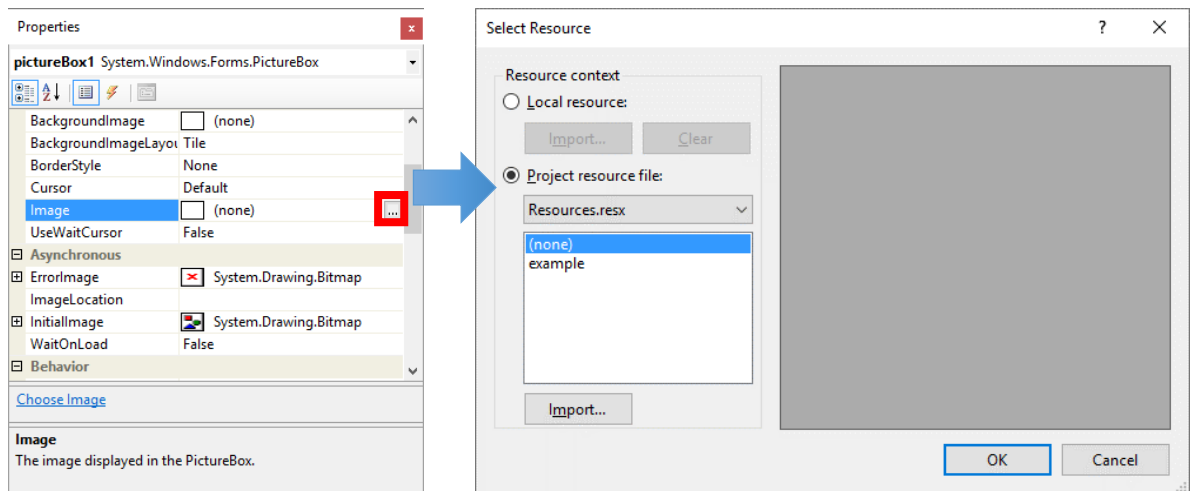 Properties
x
pictureBox1 System.Windows.Forms.PictureBox
BackgroundImage (none)
BackgroundImageLayou Tile
BorderStyle None
Cursor Default
Image (none) ...
UseWaitCursor False
Asynchronous
ErrorImage System.Drawing.Bitmap
ImageLocation
InitialImage System.Drawing.Bitmap
WaitOnLoad False
Behavior
Choose Image
Image
The image displayed in the PictureBox.
Select Resource
?
Resource context
Local resource:
Import... Clear
Project resource file:
Resources.resx
(none)
example
Import...
OK Cancel